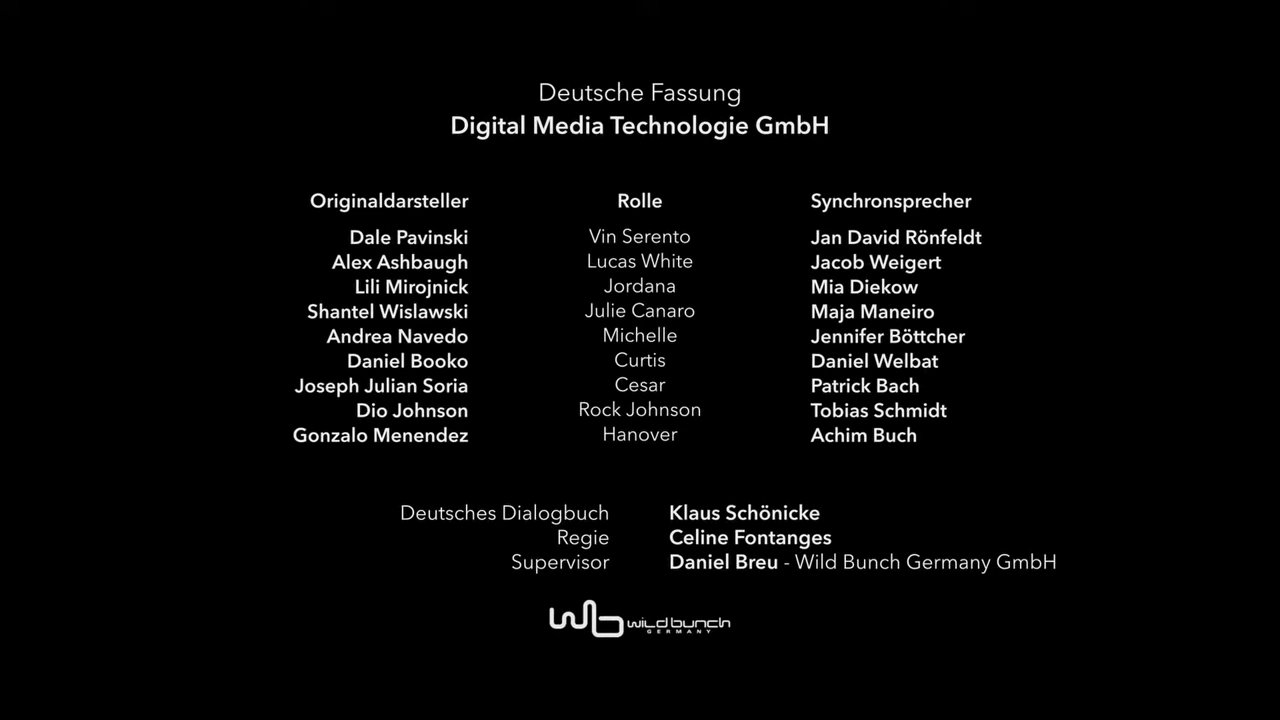 Deutsche Fassung
Digital Media Technologie GmbH
Originaldarsteller Rolle Synchronsprecher
Dale Pavinski Vin Serento Jan David Rönfeldt
Alex Ashbaugh Lucas White Jacob Weigert
Lili Mirojnick Jordana Mia Diekow
Shantel Wislawski Julie Canaro Maja Maneiro
Andrea Navedo Michelle Jennifer Böttcher
Daniel Booko Curtis Daniel Welbat
Joseph Julian Soria Cesar Patrick Bach
Dio Johnson Rock Johnson Tobias Schmidt
Gonzalo Menendez Hanover Achim Buch
Deutsches Dialogbuch Klaus Schönicke
Regie Celine Fontanges
Supervisor Daniel Breu - Wild Bunch Germany GmbH
wb wild bunch
GERMANY